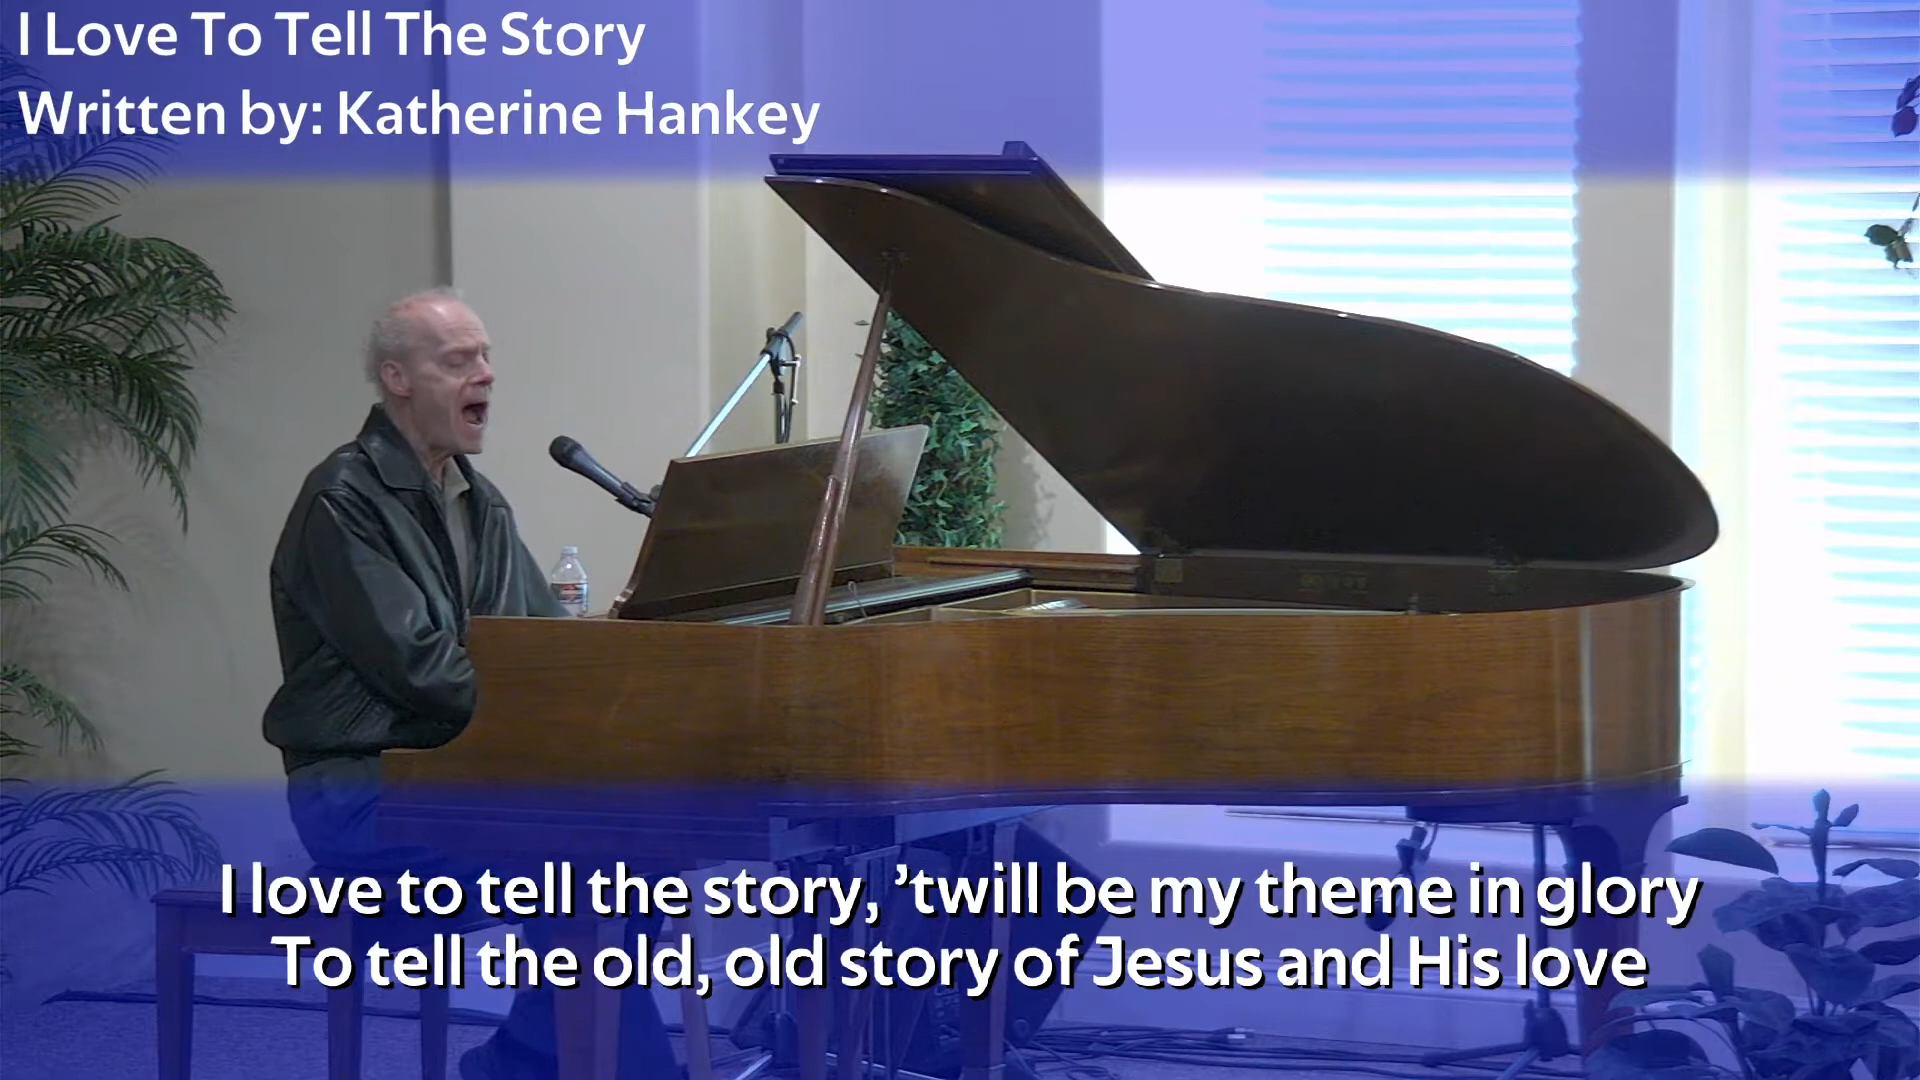 I Love To Tell The Story
Written by: Katherine Hankey
I love to tell the story, ’twill be my theme in glory
To tell the old, old story of Jesus and His love